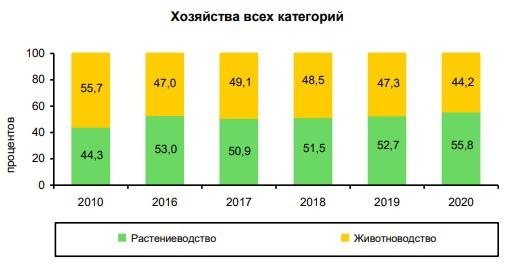 Хозяйства всех категорий
процентов
100
80
60
40
20
0
55,7 47,0 49,1 48,5 47,3 44,2
44,3 53,0 50,9 51,5 52,7 55,8
2010 2016 2017 2018 2019 2020
Растениеводство Животноводство